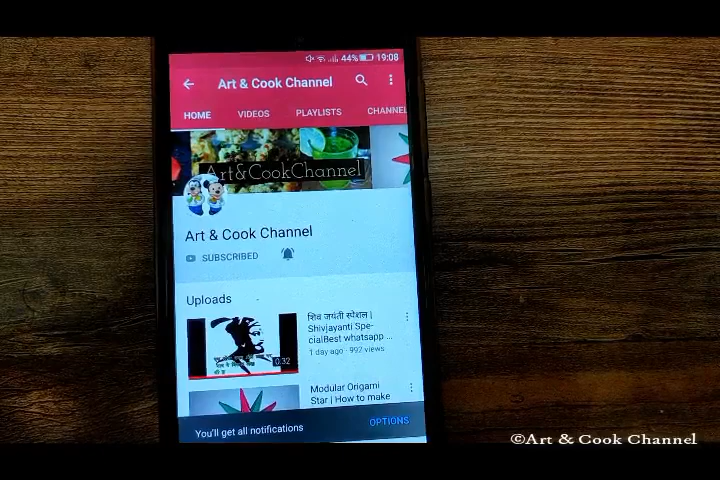 44% 19:08
Art & Cook Channel
HOME VIDEOS PLAYLISTS CHANNEL
Art&CookChannel
Art & Cook Channel
SUBSCRIBED
Uploads
शिव जयंती स्पेशल |
Shivjayanti Spe-
cialBest whatsapp ...
1 day ago · 992 views
0:32
Modular Origami
Star | How to make
You'll get all notifications OPTIONS
©Art & Cook Channel